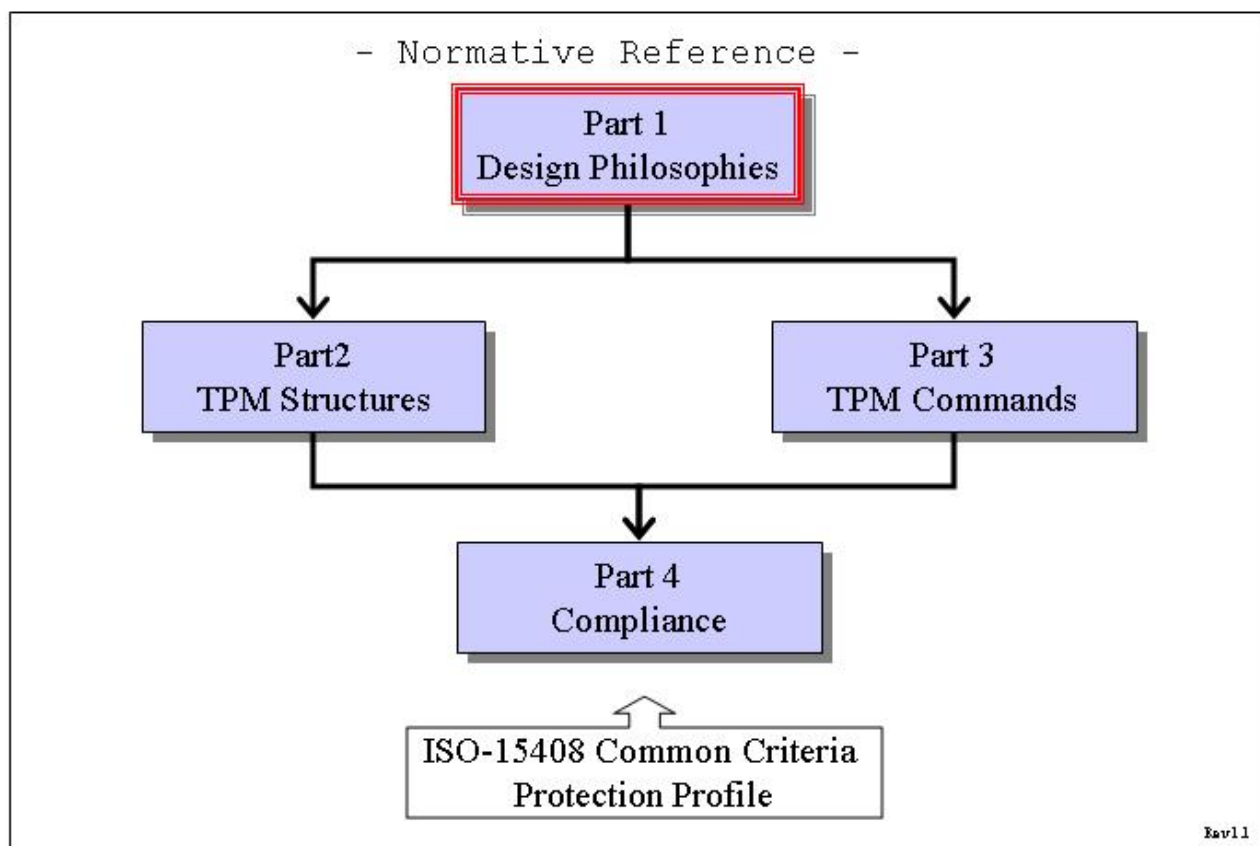 - Normative Reference -
Part 1
Design Philosophies
Part2
TPM Structures
Part 3
TPM Commands
Part 4
Compliance
ISO-15408 Common Criteria
Protection Profile
Rev11